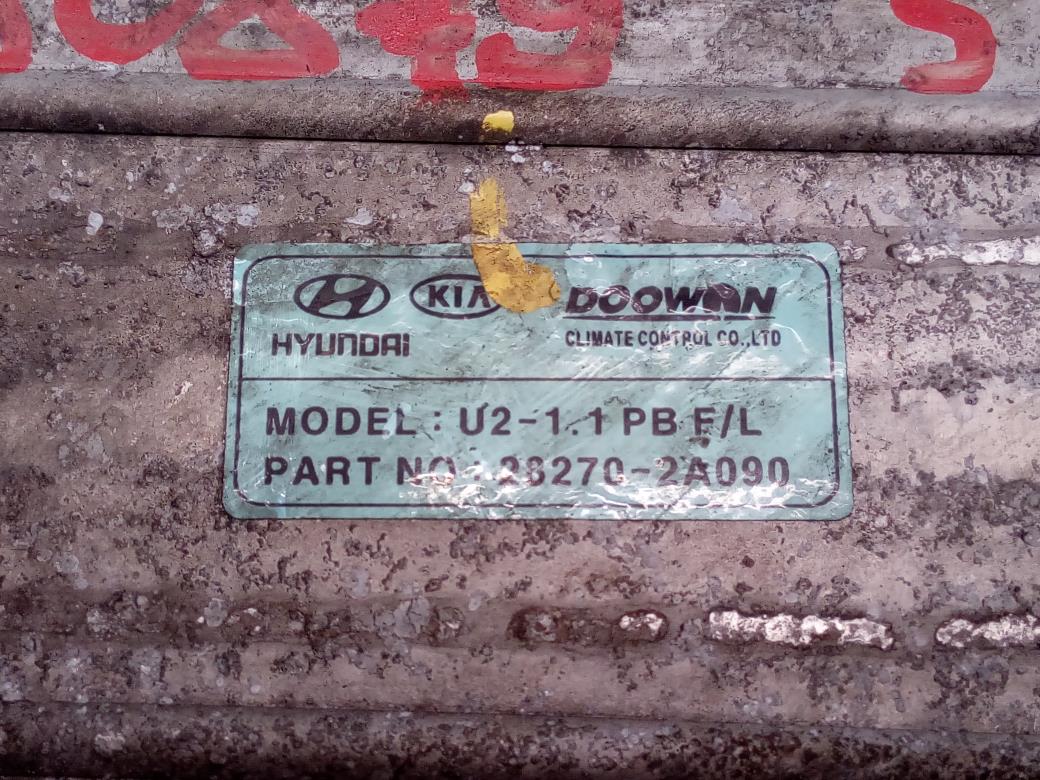 HYUNDAI
KIA
DOOWON
CLIMATE CONTROL CO.,LTD
MODEL : U2-1.1 PB F/L
PART NO : 28270-2A090